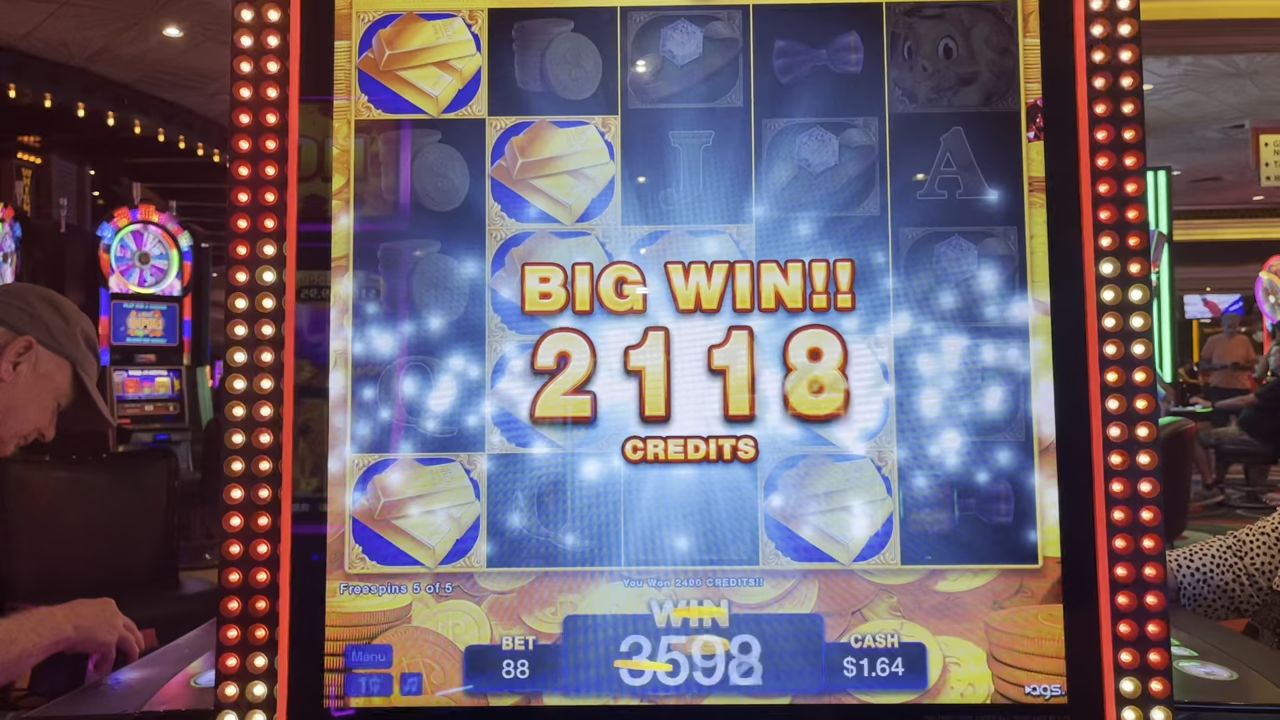 J
A
BIG WIN!!
2118
CREDITS
Freespins 5 of 5
You Won 2400 CREDITS!!
WIN
BET
88
3598
CASH
$1.64
Menu
1¢
ags.